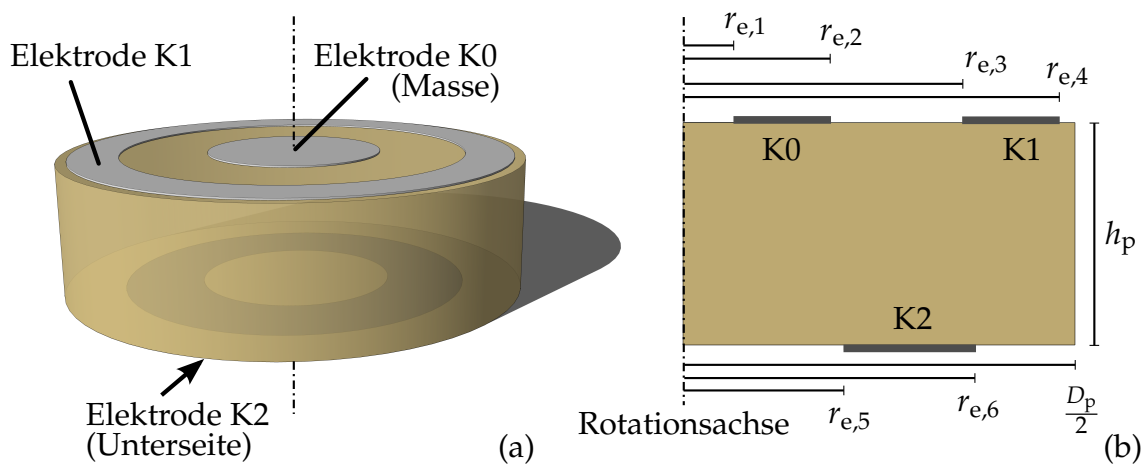 Elektrode K1
Elektrode K0
(Masse)
Elektrode K2
(Unterseite)
(a)
r_e,1
r_e,2
r_e,3
r_e,4
K0
K1
h_p
K2
Rotationsachse
r_e,5
r_e,6
D_p/2
(b)